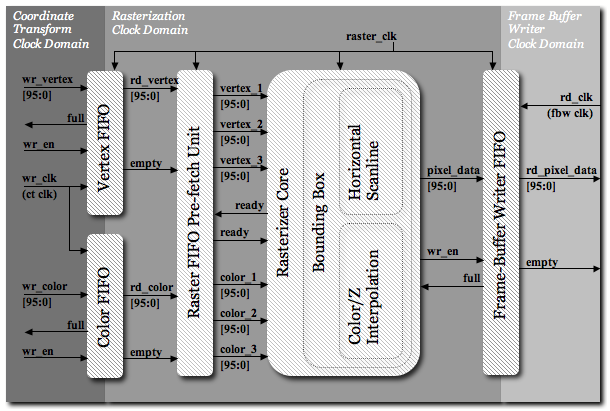 Coordinate
Transform
Clock Domain
Rasterization
Clock Domain
Frame Buffer
Writer
Clock Domain
raster_clk
wr_vertex
[95:0]
full
wr_en
wr_clk
(ct clk)
wr_color
[95:0]
full
wr_en
Vertex FIFO
Color FIFO
rd_vertex
[95:0]
empty
rd_color
[95:0]
empty
Raster FIFO Pre-fetch Unit
vertex_1
[95:0]
vertex_2
[95:0]
vertex_3
[95:0]
ready
ready
color_1
[95:0]
color_2
[95:0]
color_3
[95:0]
Rasterizer Core
Bounding Box
Horizontal
Scanline
Color/Z
Interpolation
pixel_data
[95:0]
wr_en
full
Frame-Buffer Writer FIFO
rd_clk
(fbw clk)
rd_pixel_data
[95:0]
empty